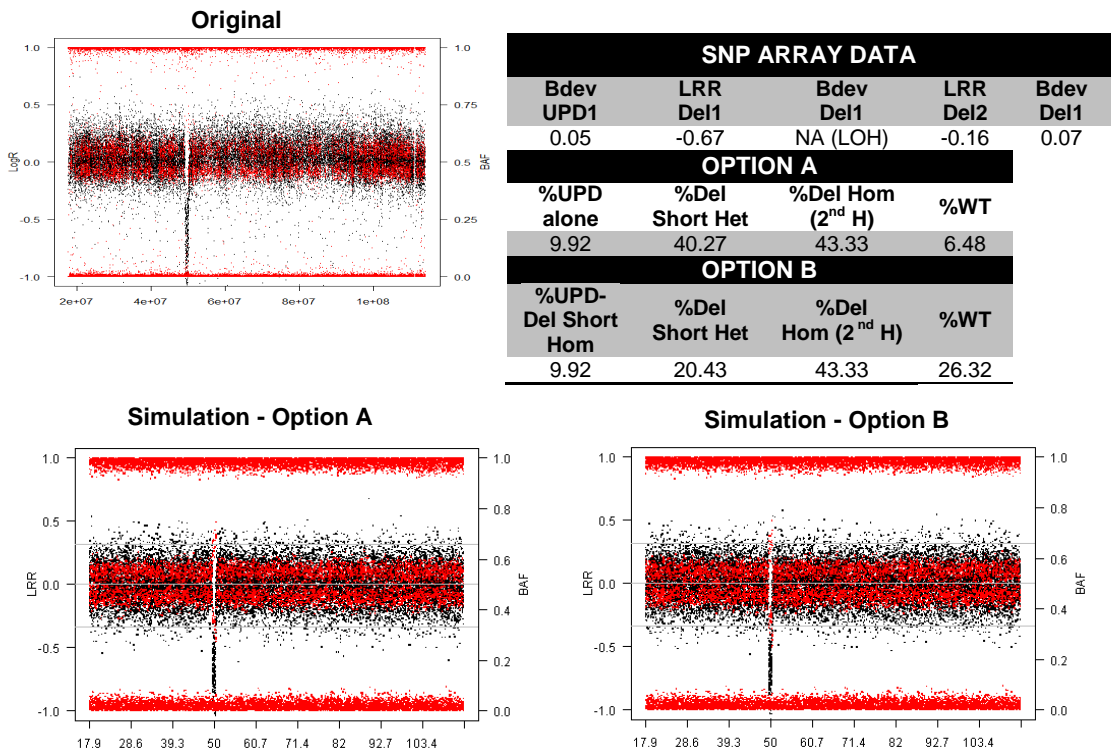 Original
1.0
0.5
0.0
-0.5
-1.0
LogR
1.0
0.75
0.5
0.25
0.0
BAF
2e+07 4e+07 6e+07 8e+07 1e+08
SNP ARRAY DATA
Bdev UPD1 LRR Del1 Bdev Del1 LRR Del2 Bdev Del1
0.05 -0.67 NA (LOH) -0.16 0.07
OPTION A
%UPD alone %Del Short Het %Del Hom (2nd H) %WT
9.92 40.27 43.33 6.48
OPTION B
%UPD-Del Short Hom %Del Short Het %Del Hom (2nd H) %WT
9.92 20.43 43.33 26.32
Simulation - Option A
1.0
0.5
0.0
-0.5
-1.0
LRR
1.0
0.8
0.6
0.4
0.2
0.0
BAF
17.9 28.6 39.3 50 60.7 71.4 82 92.7 103.4
Simulation - Option B
1.0
0.5
0.0
-0.5
-1.0
LRR
1.0
0.8
0.6
0.4
0.2
0.0
BAF
17.9 28.6 39.3 50 60.7 71.4 82 92.7 103.4